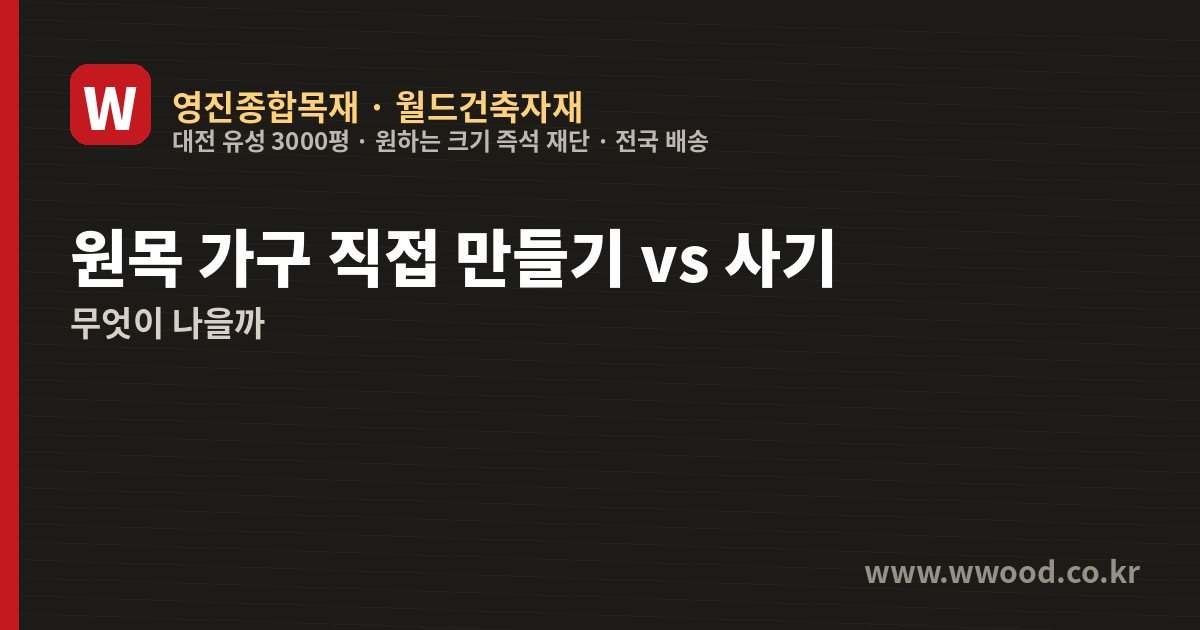 W
영진종합목재 · 월드건축자재
대전 유성 3000평 · 원하는 크기 즉석 재단 · 전국 배송
원목 가구 직접 만들기 vs 사기
무엇이 나을까
www.wwood.co.kr